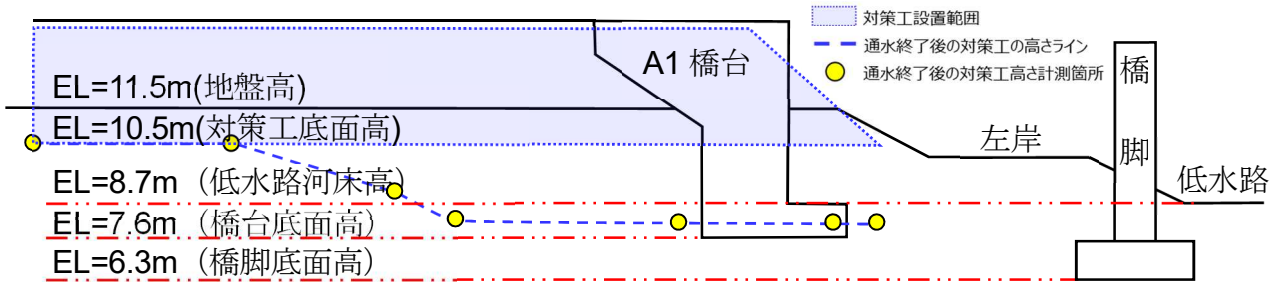 対策工設置範囲
通水終了後の対策工の高さライン
通水終了後の対策工高さ計測箇所
A1 橋台
橋脚
EL=11.5m(地盤高)
EL=10.5m(対策工底面高)
左岸
低水路
EL=8.7m（低水路河床高）
EL=7.6m（橋台底面高）
EL=6.3m（橋脚底面高）